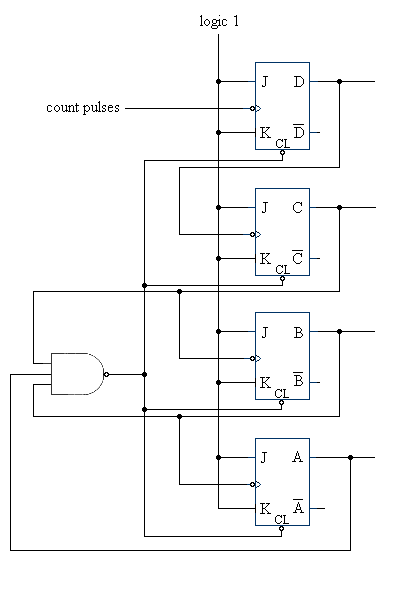 logic 1
J D
count pulses
K D̅
CL
J C
K C̅
CL
J B
K B̅
CL
J A
K A̅
CL